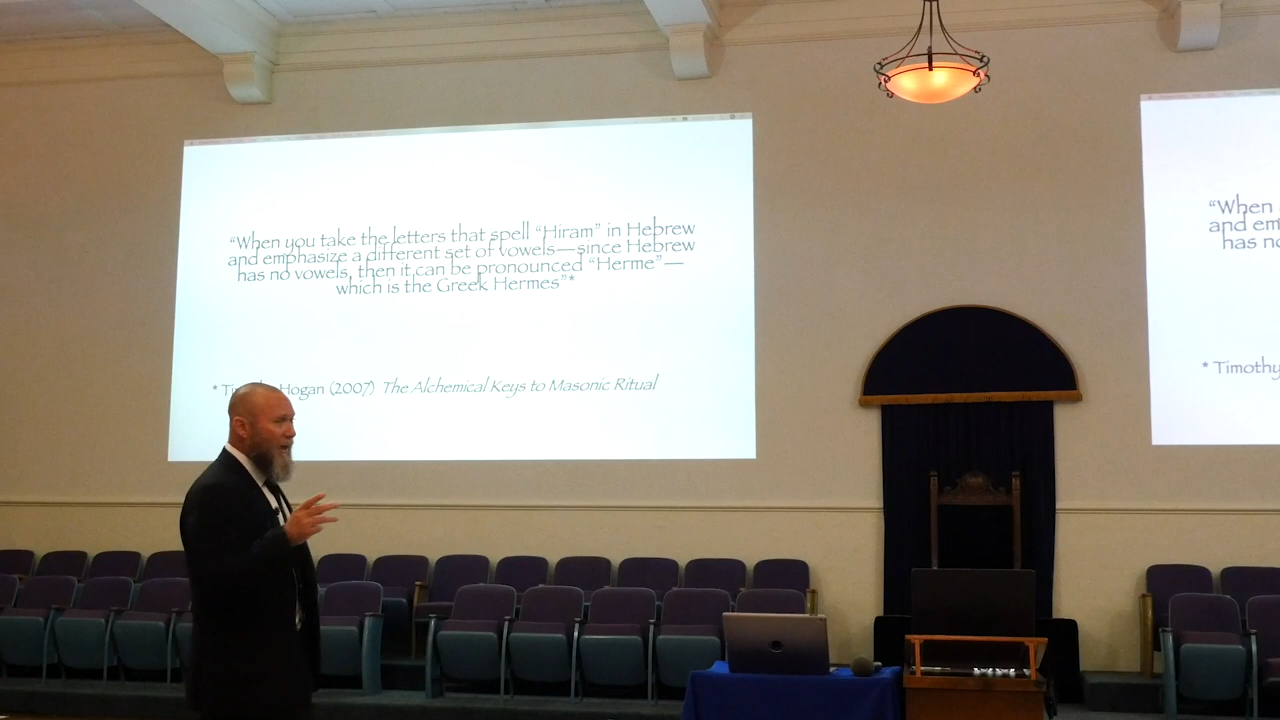 “When you take the letters that spell “Hiram” in Hebrew
and emphasize a different set of vowels—since Hebrew
has no vowels, then it can be pronounced “Herme”—
which is the Greek Hermes”*
* Hogan (2007) The Alchemical Keys to Masonic Ritual
“When
and em
has no
* Timothy